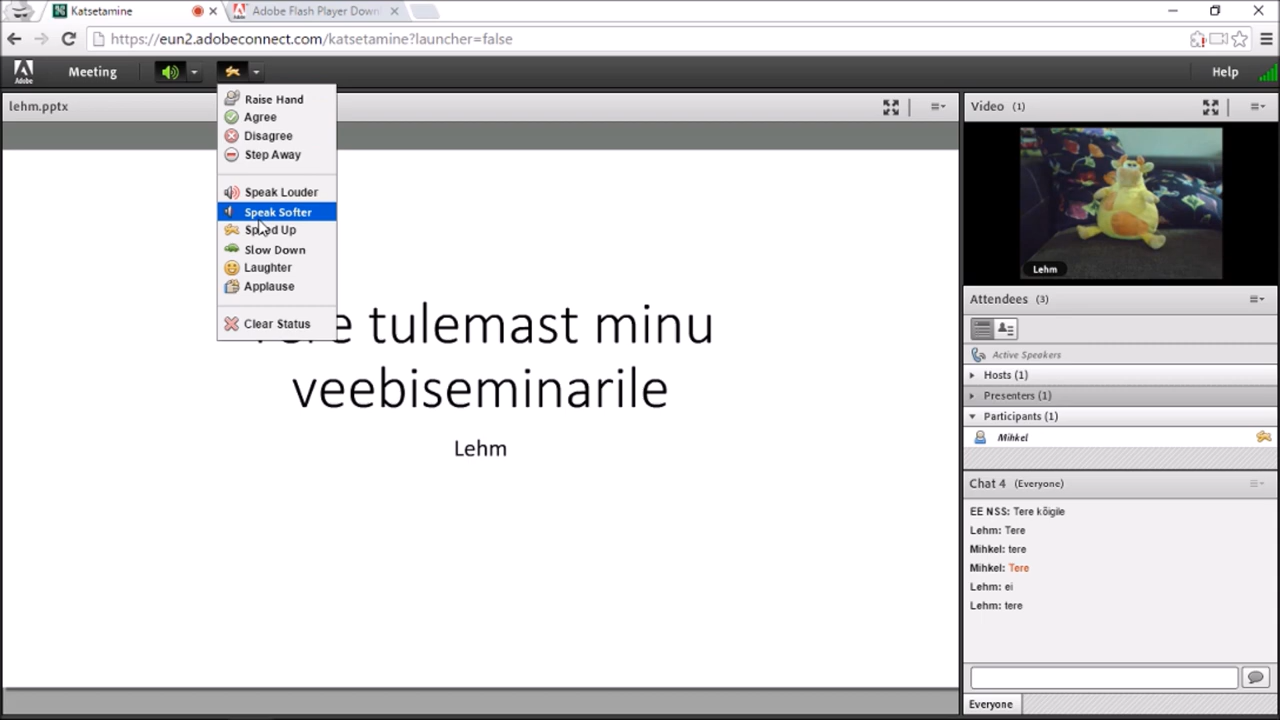 Katsetamine
Adobe Flash Player Down
https://eun2.adobeconnect.com/katsetamine?launcher=false
Adobe
Meeting
Help
lehm.pptx
Raise Hand
Agree
Disagree
Step Away
Speak Louder
Speak Softer
Speed Up
Slow Down
Laughter
Applause
Clear Status
Tere tulemast minu
veebiseminarile
Lehm
Video (1)
Lehm
Attendees (3)
Active Speakers
Hosts (1)
Presenters (1)
Participants (1)
Mihkel
Chat 4 (Everyone)
EE NSS: Tere kõigile
Lehm: Tere
Mihkel: tere
Mihkel: Tere
Lehm: ei
Lehm: tere
Everyone